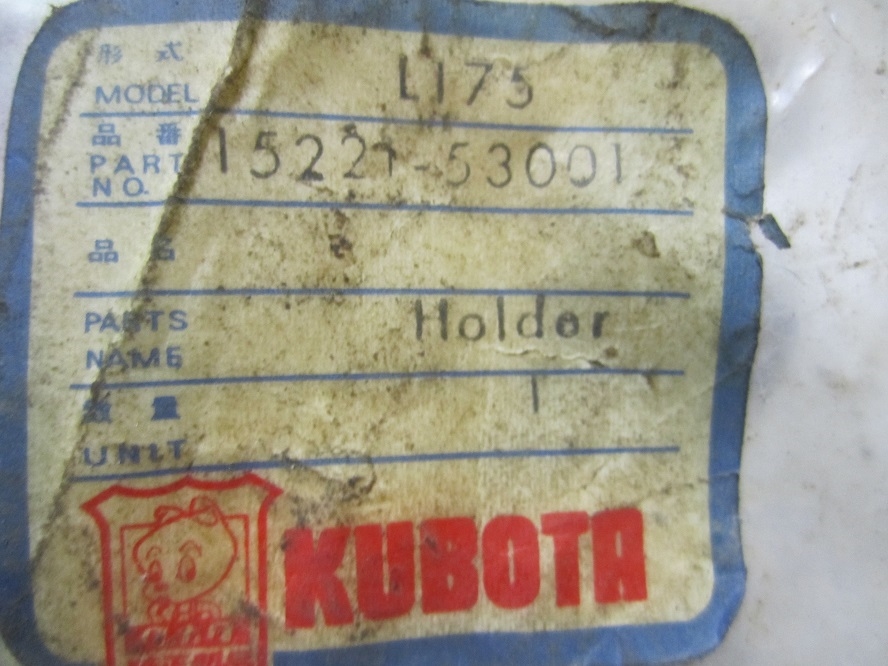 形 式
MODEL L175
品 番
PART NO. 15221-53001
品 名
PARTS NAME Holder
数 量
UNIT 1
KUBOTA